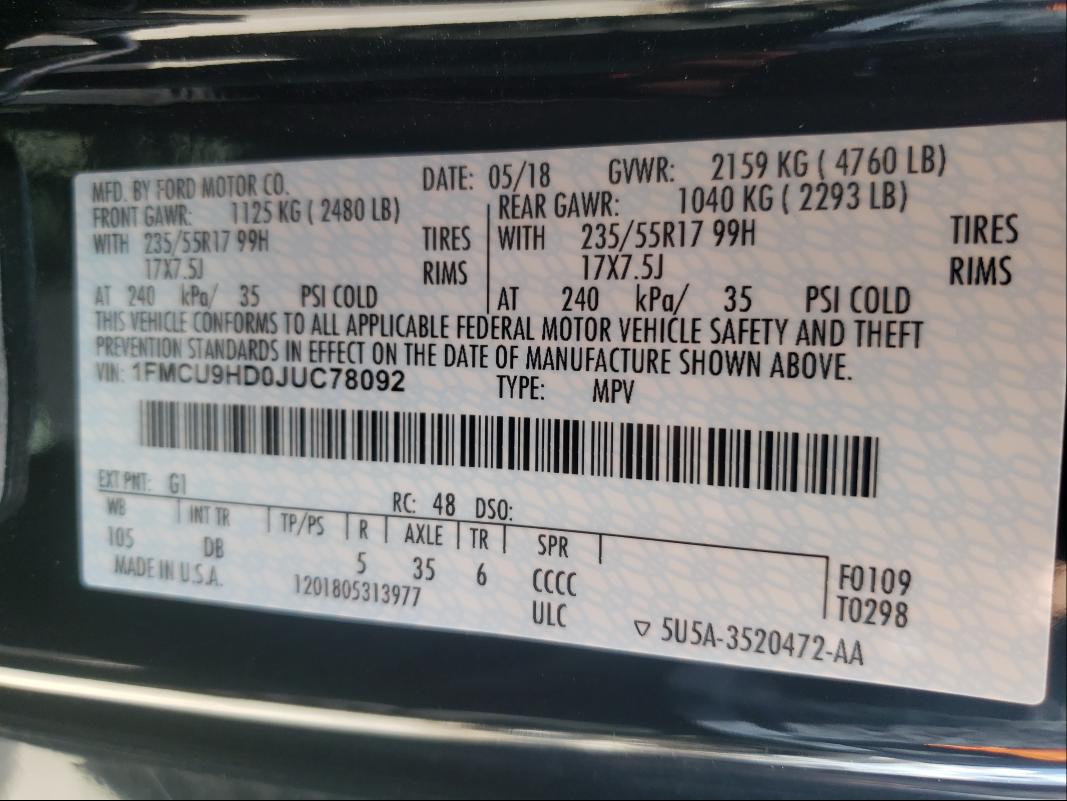 MFD. BY FORD MOTOR CO. DATE: 05/18 GVWR: 2159 KG ( 4760 LB)
FRONT GAWR: 1125 KG ( 2480 LB) REAR GAWR: 1040 KG ( 2293 LB)
WITH 235/55R17 99H TIRES WITH 235/55R17 99H TIRES
17X7.5J RIMS 17X7.5J RIMS
AT 240 kPa/ 35 PSI COLD AT 240 kPa/ 35 PSI COLD
THIS VEHICLE CONFORMS TO ALL APPLICABLE FEDERAL MOTOR VEHICLE SAFETY AND THEFT
PREVENTION STANDARDS IN EFFECT ON THE DATE OF MANUFACTURE SHOWN ABOVE.
VIN: 1FMCU9HD0JUC78092 TYPE: MPV
EXT PNT: G1 RC: 48 DSO:
WB INT TR TP/PS R AXLE TR SPR
105 DB 5 35 6 CCCC F0109
MADE IN U.S.A. 1201805313977 ULC T0298
▽ 5U5A-3520472-AA